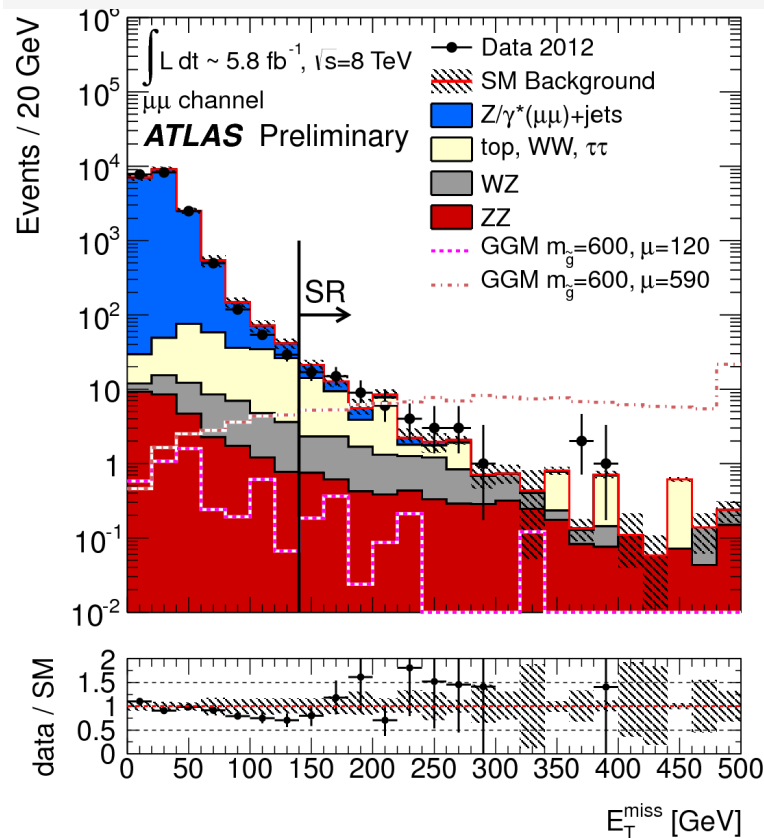 Events / 20 GeV
10⁶
10⁵
10⁴
10³
10²
10
1
10⁻¹
10⁻²
∫ L dt ~ 5.8 fb⁻¹, √s=8 TeV
μμ channel
ATLAS Preliminary
Data 2012
SM Background
Z/γ*(μμ)+jets
top, WW, ττ
WZ
ZZ
GGM m_g̃=600, μ=120
GGM m_g̃=600, μ=590
SR
data / SM
2
1.5
1
0.5
0
0 50 100 150 200 250 300 350 400 450 500
E_T^miss [GeV]